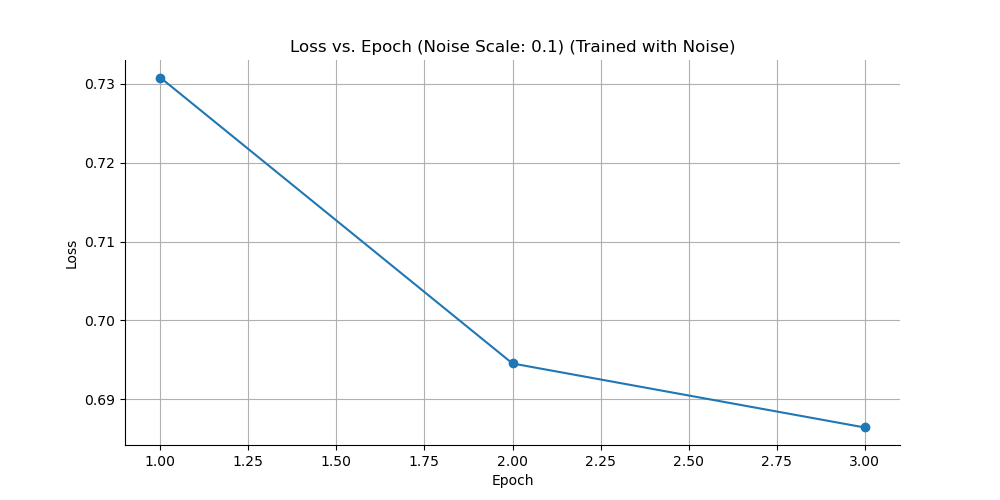 Loss vs. Epoch (Noise Scale: 0.1) (Trained with Noise)
0.73
0.72
0.71
0.70
0.69
Loss
1.00 1.25 1.50 1.75 2.00 2.25 2.50 2.75 3.00
Epoch